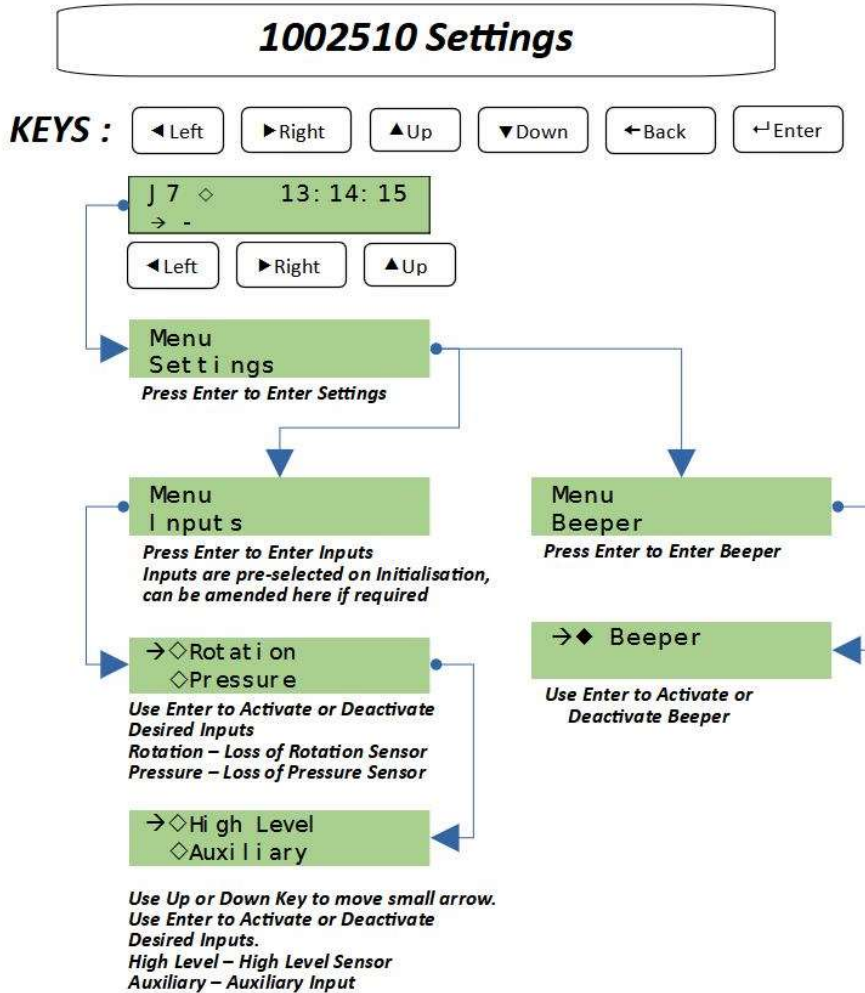 1002510 Settings
KEYS : ◄ Left ►Right ▲Up ▼Down ←Back ↵Enter
J7 ◇ 13:14:15
→ -
◄ Left ►Right ▲Up
Menu
Settings
Press Enter to Enter Settings
Menu
Inputs
Press Enter to Enter Inputs
Inputs are pre-selected on Initialisation,
can be amended here if required
Menu
Beeper
Press Enter to Enter Beeper
→◇Rotation
◇Pressure
Use Enter to Activate or Deactivate
Desired Inputs
Rotation – Loss of Rotation Sensor
Pressure – Loss of Pressure Sensor
→◆ Beeper
Use Enter to Activate or
Deactivate Beeper
→◇High Level
◇Auxiliary
Use Up or Down Key to move small arrow.
Use Enter to Activate or Deactivate
Desired Inputs.
High Level – High Level Sensor
Auxiliary – Auxiliary Input